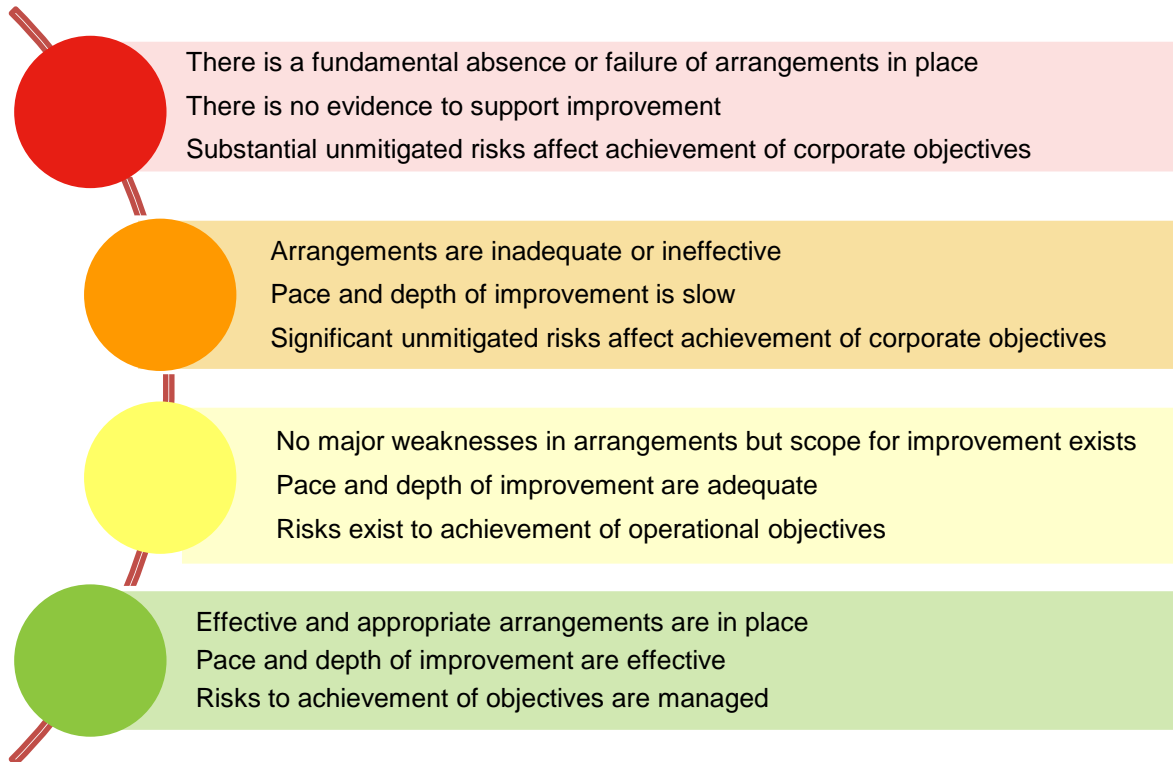 There is a fundamental absence or failure of arrangements in place
There is no evidence to support improvement
Substantial unmitigated risks affect achievement of corporate objectives
Arrangements are inadequate or ineffective
Pace and depth of improvement is slow
Significant unmitigated risks affect achievement of corporate objectives
No major weaknesses in arrangements but scope for improvement exists
Pace and depth of improvement are adequate
Risks exist to achievement of operational objectives
Effective and appropriate arrangements are in place
Pace and depth of improvement are effective
Risks to achievement of objectives are managed